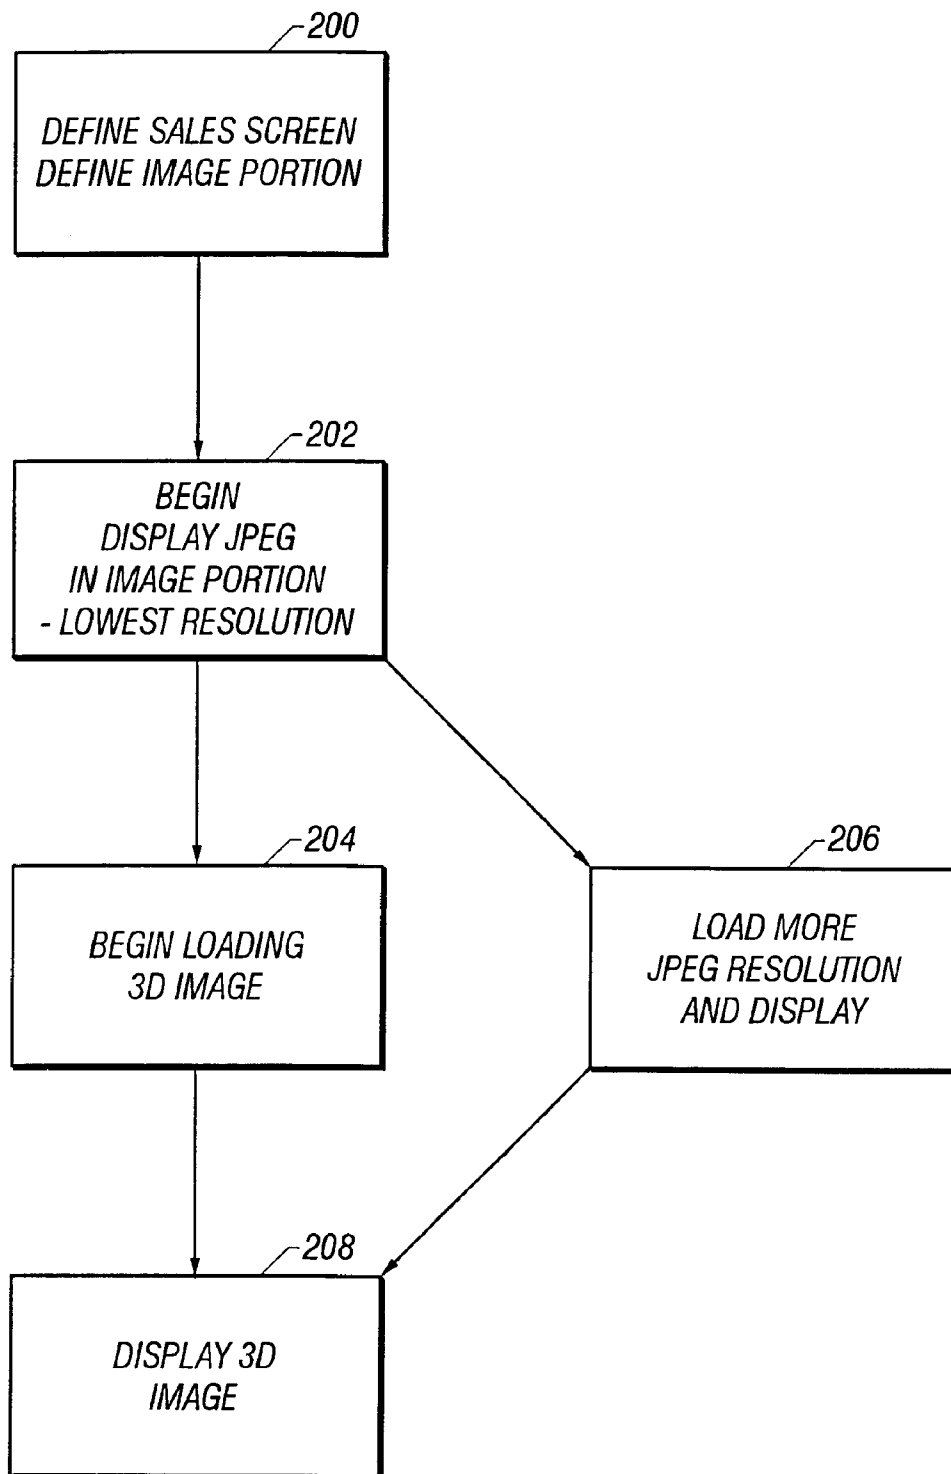 200
DEFINE SALES SCREEN
DEFINE IMAGE PORTION
202
BEGIN
DISPLAY JPEG
IN IMAGE PORTION
- LOWEST RESOLUTION
204
BEGIN LOADING
3D IMAGE
206
LOAD MORE
JPEG RESOLUTION
AND DISPLAY
208
DISPLAY 3D
IMAGE